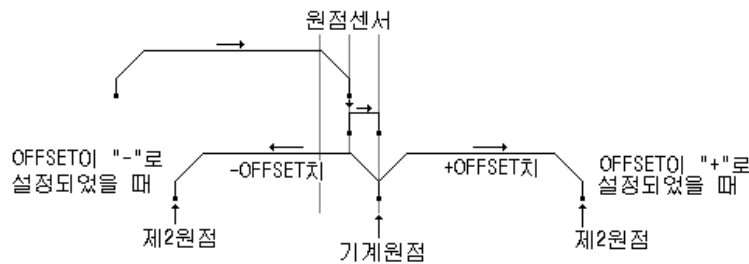 원점센서
OFFSET이 "-"로
설정되었을 때
-OFFSET치
+OFFSET치
OFFSET이 "+"로
설정되었을 때
제2원점
기계원점
제2원점